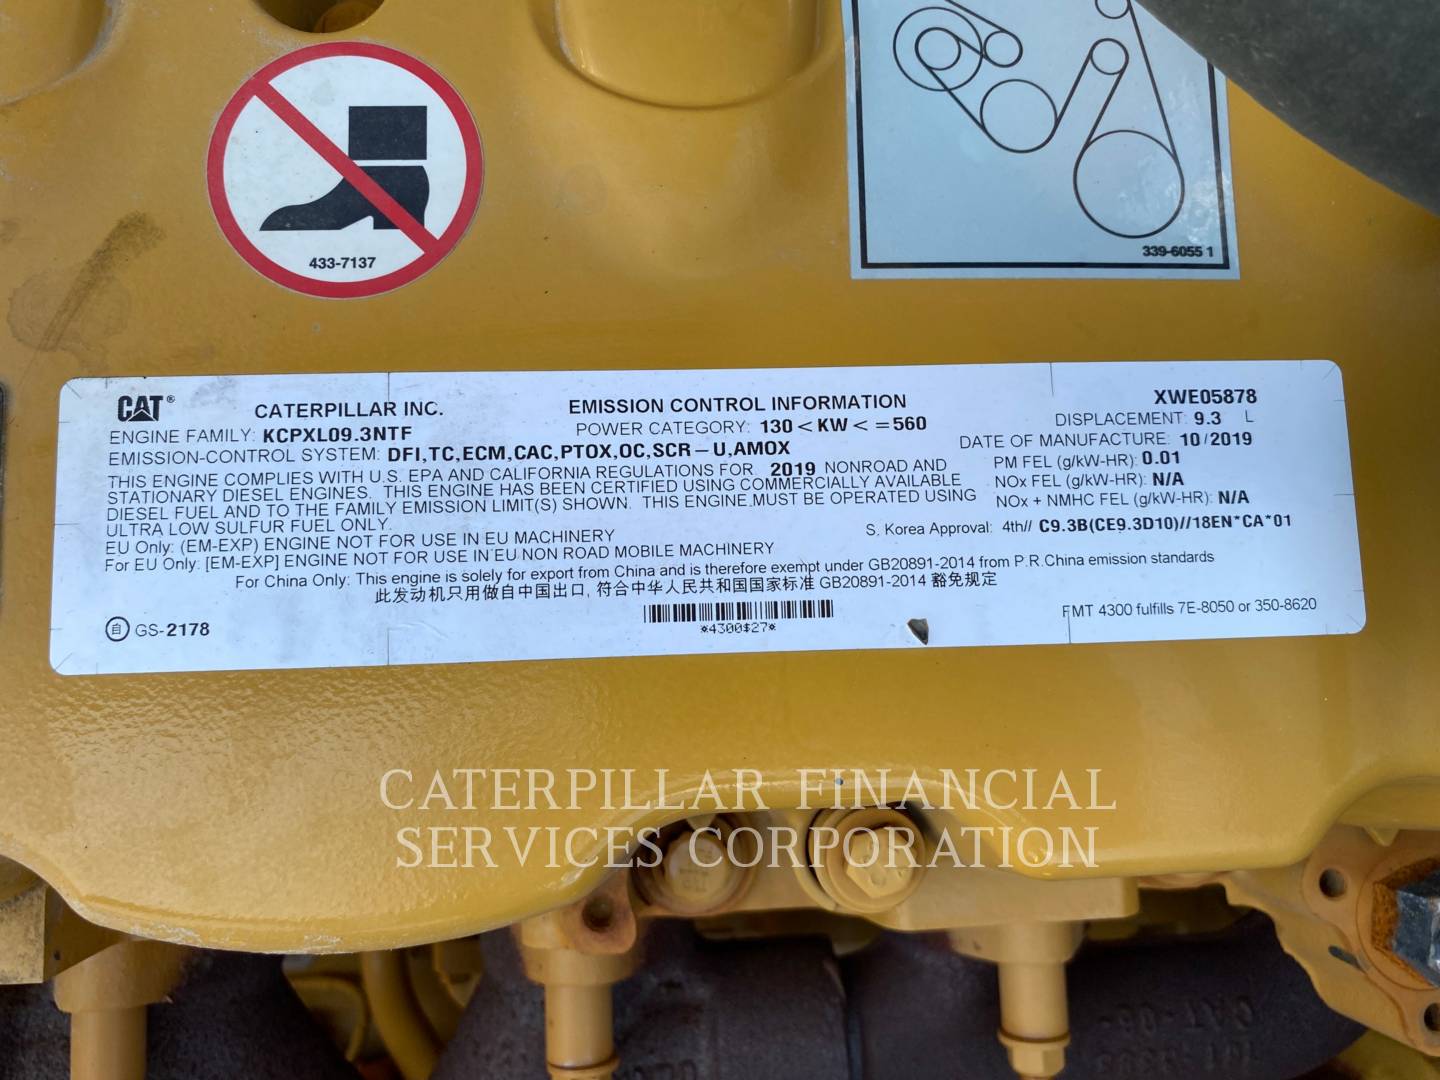 433-7137
339-6055 1
CAT®
CATERPILLAR INC.
EMISSION CONTROL INFORMATION
XWE05878
ENGINE FAMILY: KCPXL09.3NTF
POWER CATEGORY: 130 < KW < = 560
DISPLACEMENT: 9.3 L
EMISSION-CONTROL SYSTEM: DFI,TC,ECM,CAC,PTOX,OC,SCR-U,AMOX
DATE OF MANUFACTURE: 10/2019
THIS ENGINE COMPLIES WITH U.S. EPA AND CALIFORNIA REGULATIONS FOR 2019 NONROAD AND
STATIONARY DIESEL ENGINES. THIS ENGINE HAS BEEN CERTIFIED USING COMMERCIALLY AVAILABLE
DIESEL FUEL AND TO THE FAMILY EMISSION LIMIT(S) SHOWN. THIS ENGINE MUST BE OPERATED USING
ULTRA LOW SULFUR FUEL ONLY.
PM FEL (g/kW-HR): 0.01
NOx FEL (g/kW-HR): N/A
NOx + NMHC FEL (g/kW-HR): N/A
EU Only: (EM-EXP) ENGINE NOT FOR USE IN EU MACHINERY
S. Korea Approval: 4th// C9.3B(CE9.3D10)//18EN*CA*01
For EU Only: [EM-EXP] ENGINE NOT FOR USE IN EU NON ROAD MOBILE MACHINERY
For China Only: This engine is solely for export from China and is therefore exempt under GB20891-2014 from P.R.China emission standards
此发动机只用做自中国出口, 符合中华人民共和国国家标准 GB20891-2014 豁免规定
自 GS-2178
*4300$27*
FMT 4300 fulfills 7E-8050 or 350-8620
CATERPILLAR FINANCIAL
SERVICES CORPORATION